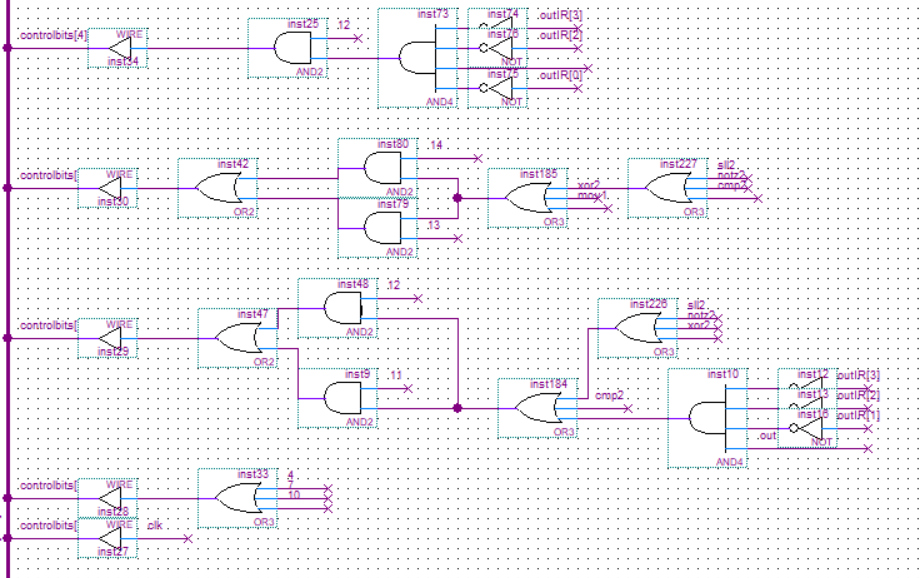 inst73
inst74
.outIR[3]
inst25
.12
.controlbits[4]
WIRE
inst76
.outIR[2]
inst34
NOT
AND2
inst75
.outIR[0]
AND4
NOT
inst80
.14
inst42
inst227
sll2
.controlbits[
WIRE
inst185
notz2
xor2
cmp2
AND2
mov1
inst30
inst79
OR2
.13
OR3
OR3
AND2
inst48
.12
inst226
sll2
inst47
notz2
.controlbits[
WIRE
xor2
AND2
inst29
OR2
OR3
inst9
.11
inst184
cmp2
inst10
inst12
.outIR[3]
inst13
.outIR[2]
inst16
.outIR[1]
AND2
OR3
.out
NOT
AND4
inst33
4
7
.controlbits[
WIRE
10
inst28
OR3
.controlbits[
WIRE
.clk
inst27